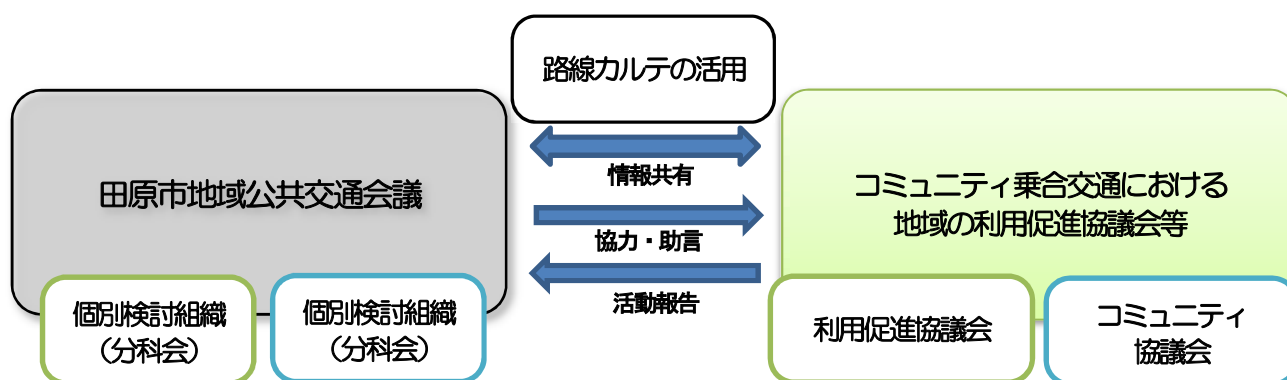 路線カルテの活用
田原市地域公共交通会議
情報共有
協力・助言
活動報告
コミュニティ乗合交通における
地域の利用促進協議会等
個別検討組織
（分科会）
個別検討組織
（分科会）
利用促進協議会
コミュニティ
協議会